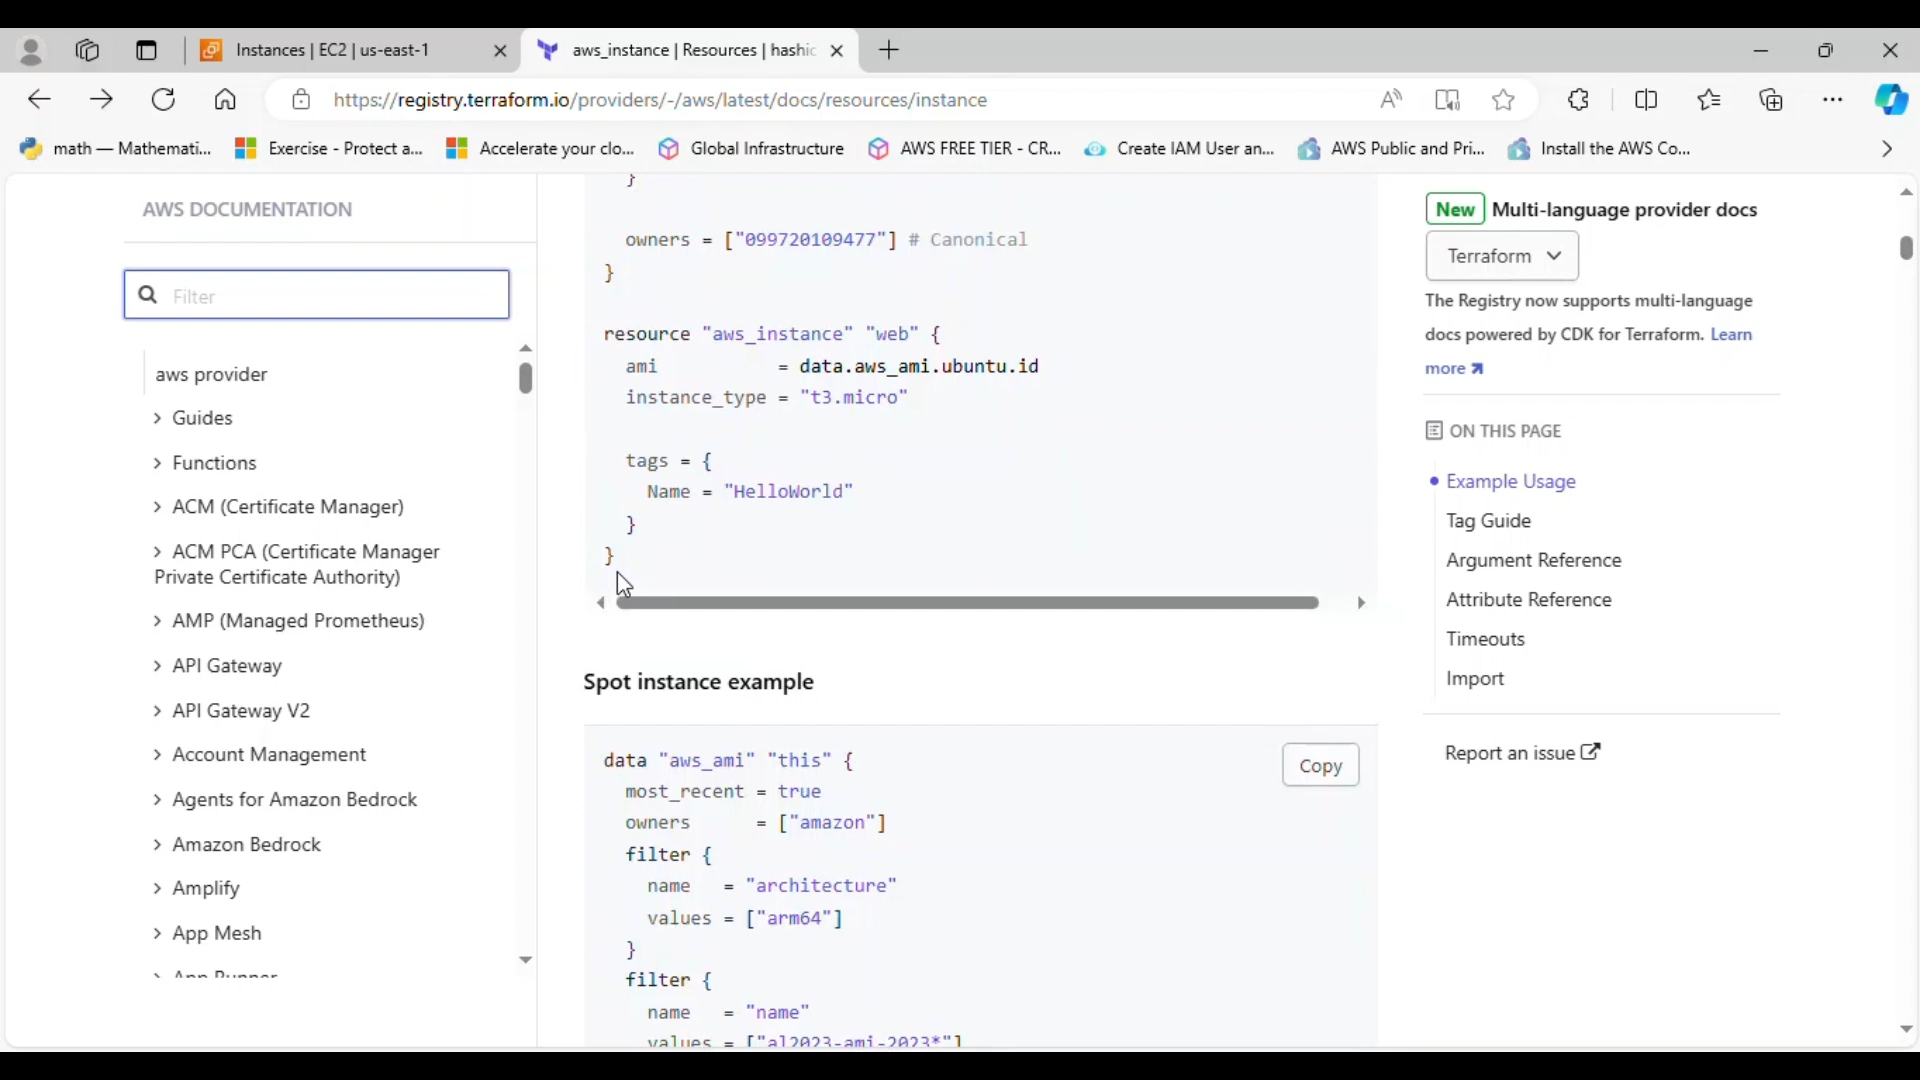 Instances | EC2 | us-east-1
aws_instance | Resources | hashic
https://registry.terraform.io/providers/-/aws/latest/docs/resources/instance
math — Mathemati...
Exercise - Protect a...
Accelerate your clo...
Global Infrastructure
AWS FREE TIER - CR...
Create IAM User an...
AWS Public and Pri...
Install the AWS Co...
AWS DOCUMENTATION
Filter
aws provider
Guides
Functions
ACM (Certificate Manager)
ACM PCA (Certificate Manager
Private Certificate Authority)
AMP (Managed Prometheus)
API Gateway
API Gateway V2
Account Management
Agents for Amazon Bedrock
Amazon Bedrock
Amplify
App Mesh
App Runner
}
owners = ["099720109477"] # Canonical
}
resource "aws_instance" "web" {
ami = data.aws_ami.ubuntu.id
instance_type = "t3.micro"
tags = {
Name = "HelloWorld"
}
}
Spot instance example
Copy
data "aws_ami" "this" {
most_recent = true
owners = ["amazon"]
filter {
name = "architecture"
values = ["arm64"]
}
filter {
name = "name"
values = ["al2023-ami-2023*"]
New Multi-language provider docs
Terraform
The Registry now supports multi-language
docs powered by CDK for Terraform. Learn
more
ON THIS PAGE
Example Usage
Tag Guide
Argument Reference
Attribute Reference
Timeouts
Import
Report an issue